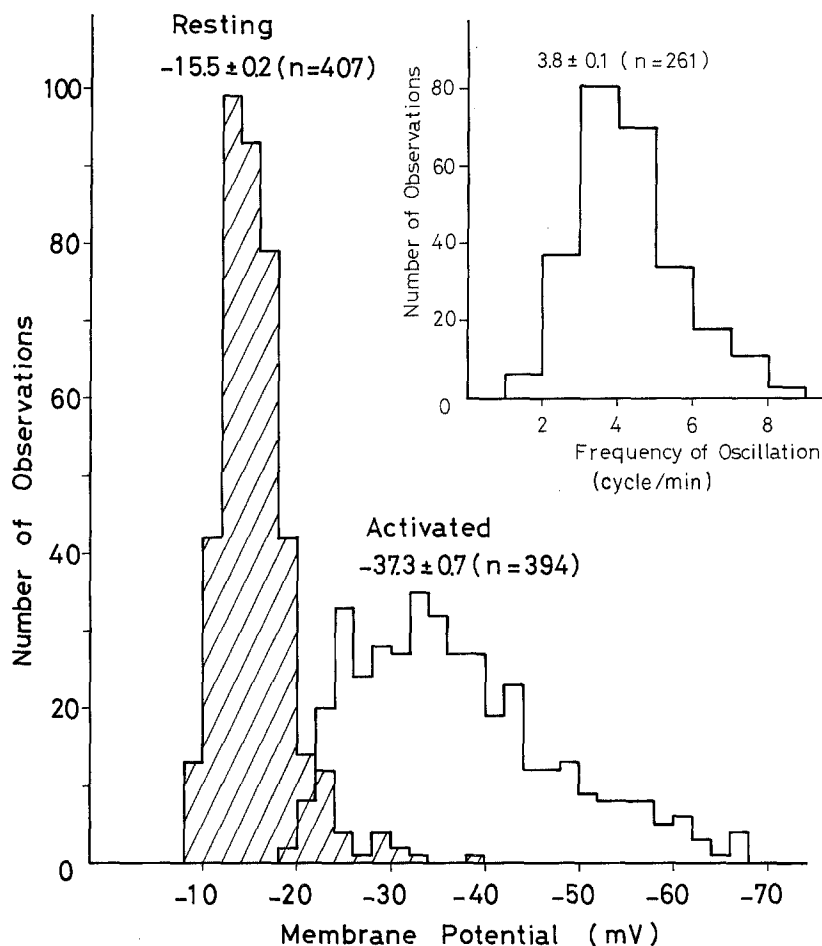 Resting
-15.5 ± 0.2 (n=407)
100
80
60
40
20
0
Number of Observations
Activated
-37.3 ± 0.7 (n = 394)
-10 -20 -30 -40 -50 -60 -70
Membrane Potential (mV)
3.8 ± 0.1 (n = 261)
80
60
40
20
0
Number of Observations
2 4 6 8
Frequency of Oscillation
(cycle/min)